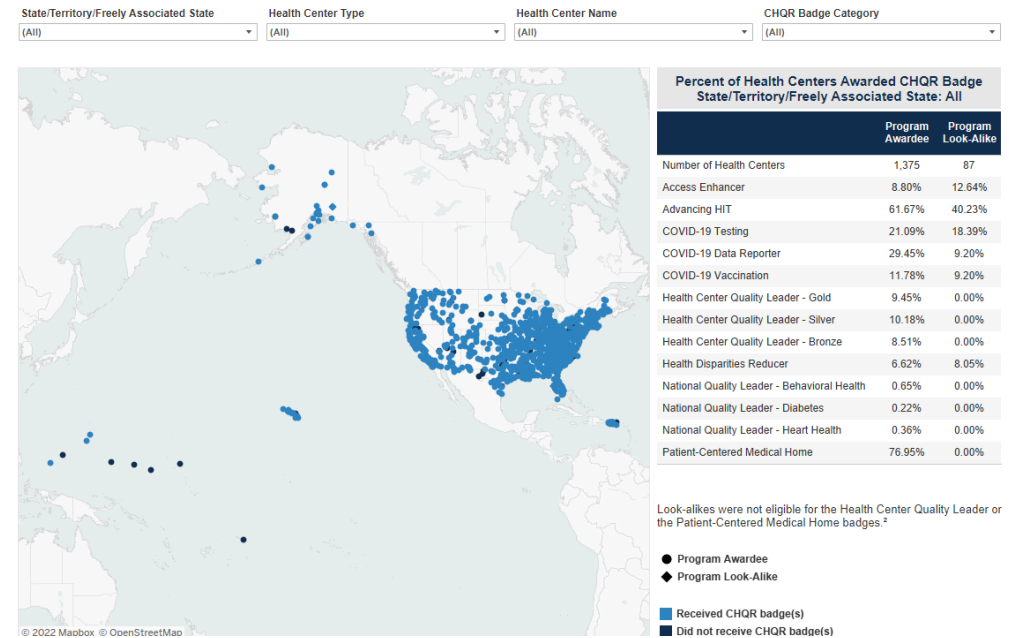 State/Territory/Freely Associated State Health Center Type Health Center Name CHQR Badge Category
(All) (All) (All) (All)
Percent of Health Centers Awarded CHQR Badge
State/Territory/Freely Associated State: All
Program Awardee Program Look-Alike
Number of Health Centers 1,375 87
Access Enhancer 8.80% 12.64%
Advancing HIT 61.67% 40.23%
COVID-19 Testing 21.09% 18.39%
COVID-19 Data Reporter 29.45% 9.20%
COVID-19 Vaccination 11.78% 9.20%
Health Center Quality Leader - Gold 9.45% 0.00%
Health Center Quality Leader - Silver 10.18% 0.00%
Health Center Quality Leader - Bronze 8.51% 0.00%
Health Disparities Reducer 6.62% 8.05%
National Quality Leader - Behavioral Health 0.65% 0.00%
National Quality Leader - Diabetes 0.22% 0.00%
National Quality Leader - Heart Health 0.36% 0.00%
Patient-Centered Medical Home 76.95% 0.00%
Look-alikes were not eligible for the Health Center Quality Leader or
the Patient-Centered Medical Home badges.²
Program Awardee
Program Look-Alike
Received CHQR badge(s)
Did not receive CHQR badge(s)
© 2022 Mapbox © OpenStreetMap